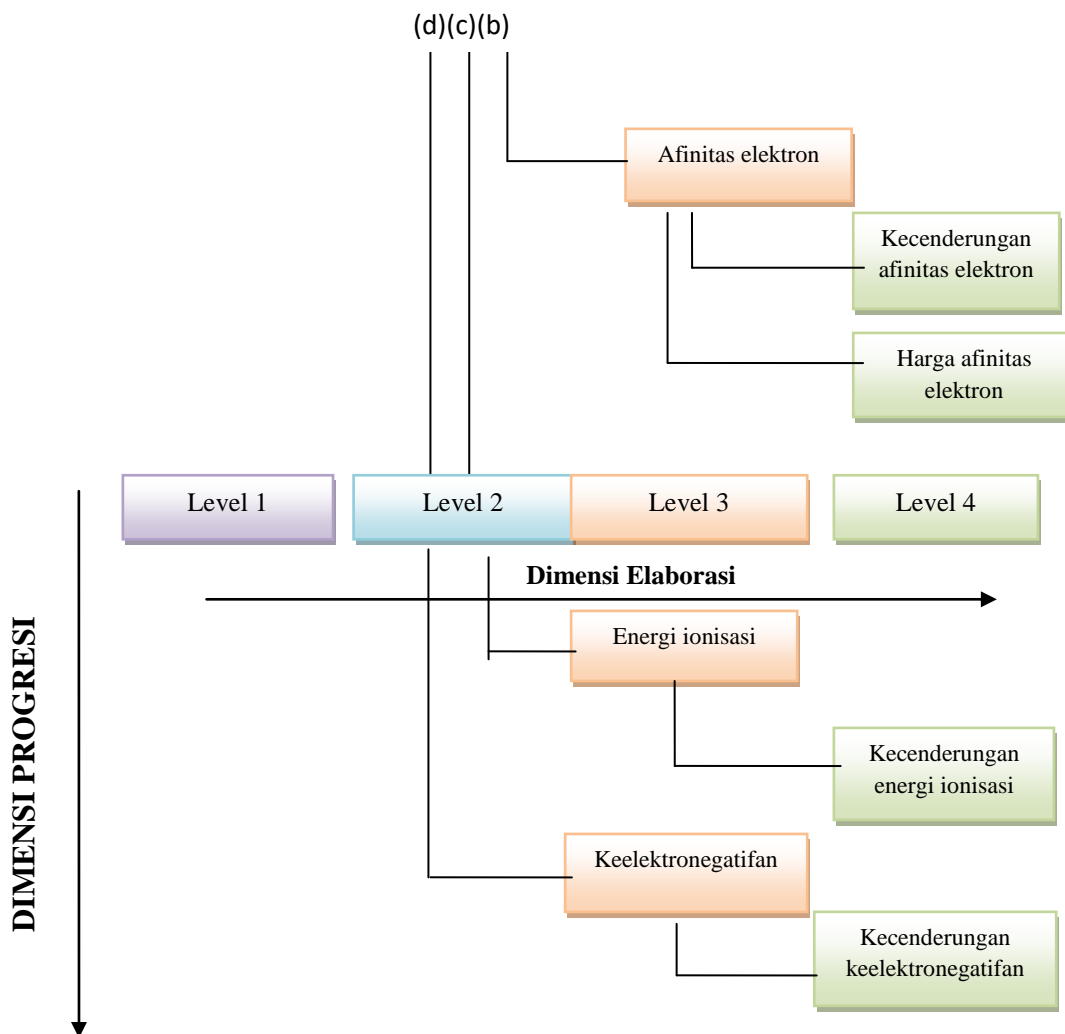 (d)(c)(b)
Afinitas elektron
Kecenderungan
afinitas elektron
Harga afinitas
elektron
Level 1
Level 2
Level 3
Level 4
Dimensi Elaborasi
DIMENSI PROGRESI
Energi ionisasi
Kecenderungan
energi ionisasi
Keelektronegatifan
Kecenderungan
keelektronegatifan